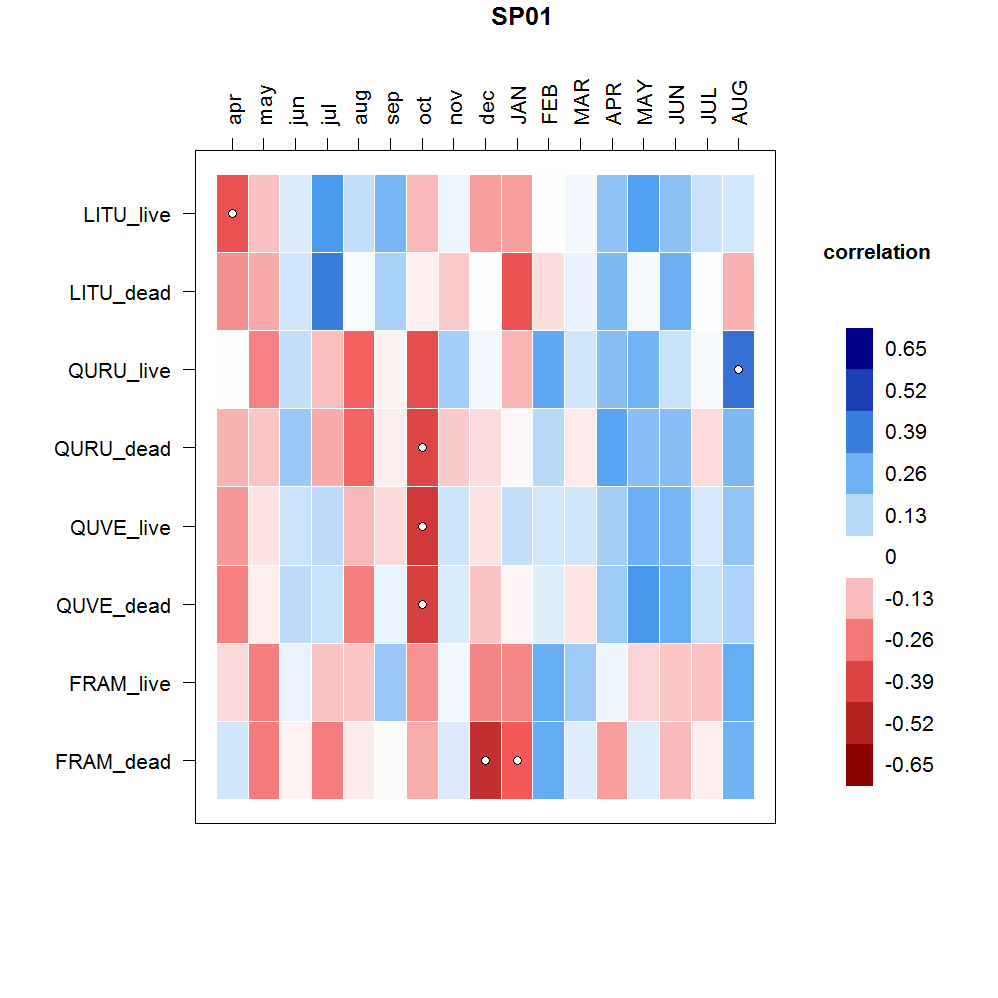 SP01
apr may jun jul aug sep oct nov dec JAN FEB MAR APR MAY JUN JUL AUG
LITU_live
LITU_dead
QURU_live
QURU_dead
QUVE_live
QUVE_dead
FRAM_live
FRAM_dead
correlation
0.65
0.52
0.39
0.26
0.13
0
-0.13
-0.26
-0.39
-0.52
-0.65